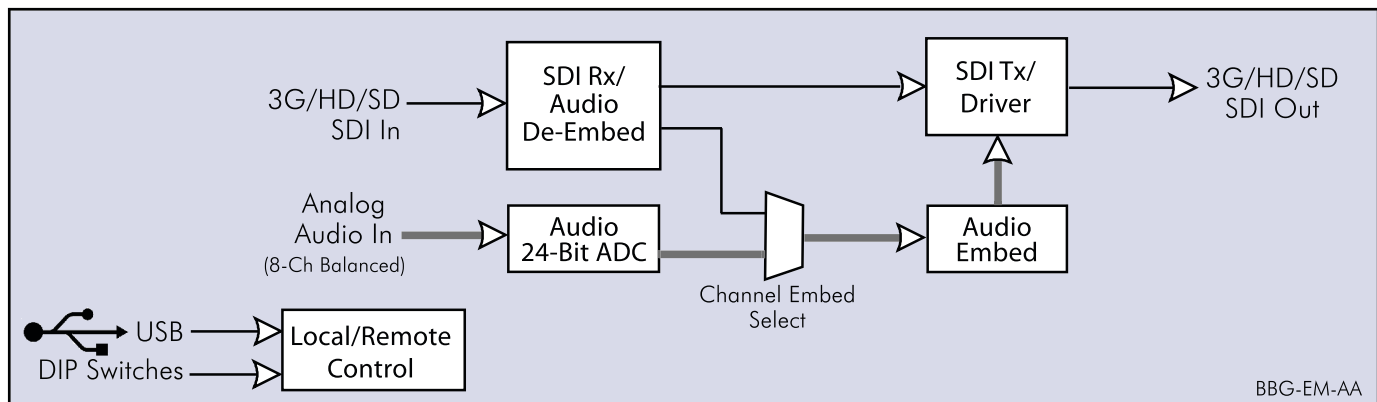 3G/HD/SD
SDI In
SDI Rx/
Audio
De-Embed
SDI Tx/
Driver
3G/HD/SD
SDI Out
Analog
Audio In
(8-Ch Balanced)
Audio
24-Bit ADC
Channel Embed
Select
Audio
Embed
USB
DIP Switches
Local/Remote
Control
BBG-EM-AA